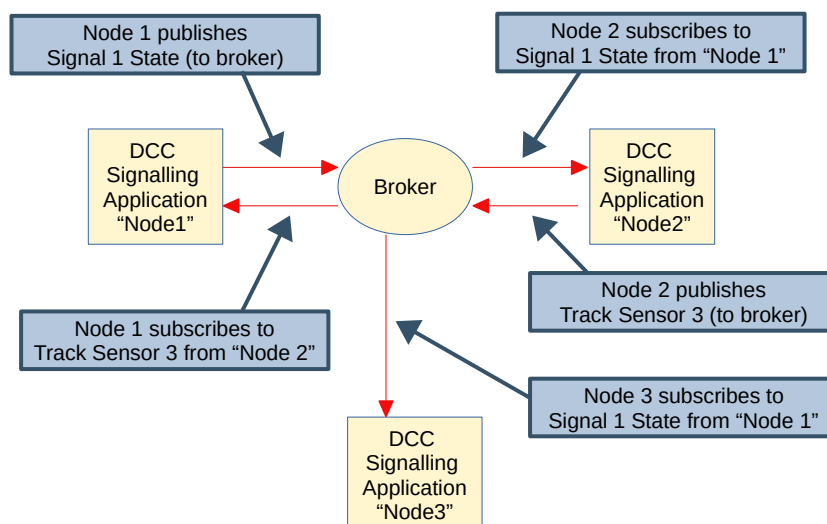 Node 1 publishes
Signal 1 State (to broker)
Node 2 subscribes to
Signal 1 State from “Node 1”
DCC
Signalling
Application
“Node1”
Broker
DCC
Signalling
Application
“Node2”
Node 1 subscribes to
Track Sensor 3 from “Node 2”
Node 2 publishes
Track Sensor 3 (to broker)
Node 3 subscribes to
Signal 1 State from “Node 1”
DCC
Signalling
Application
“Node3”